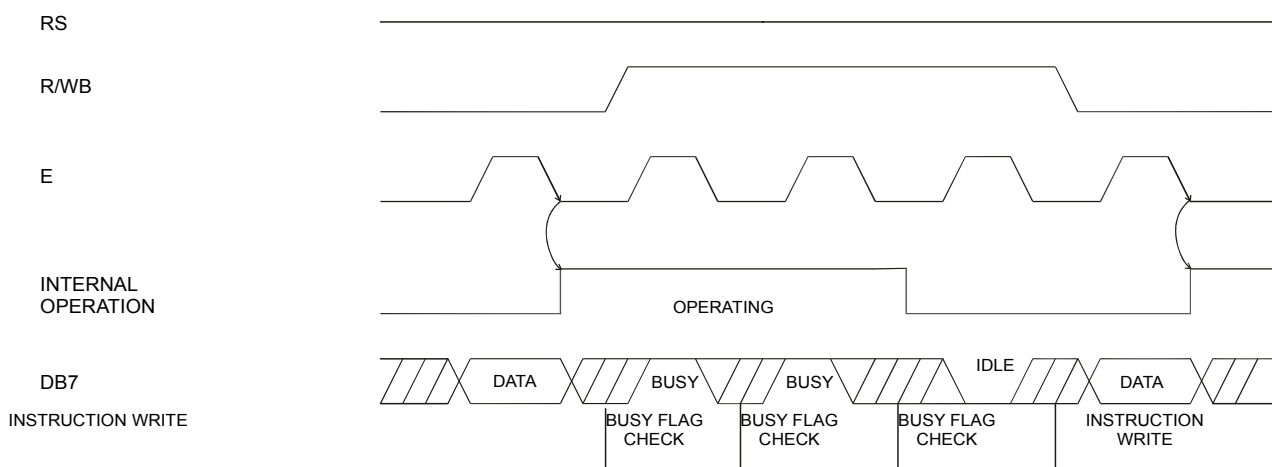 RS
R/WB
E
INTERNAL
OPERATION
OPERATING
DB7
DATA
BUSY
BUSY
IDLE
DATA
INSTRUCTION WRITE
BUSY FLAG
CHECK
BUSY FLAG
CHECK
BUSY FLAG
CHECK
INSTRUCTION
WRITE